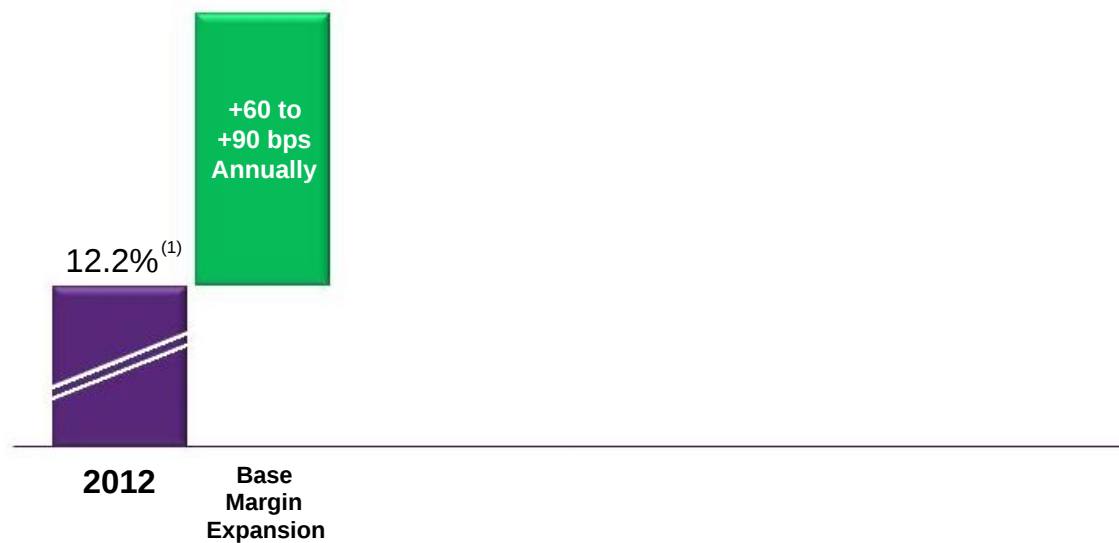 +60 to
+90 bps
Annually
12.2%(1)
2012
Base
Margin
Expansion